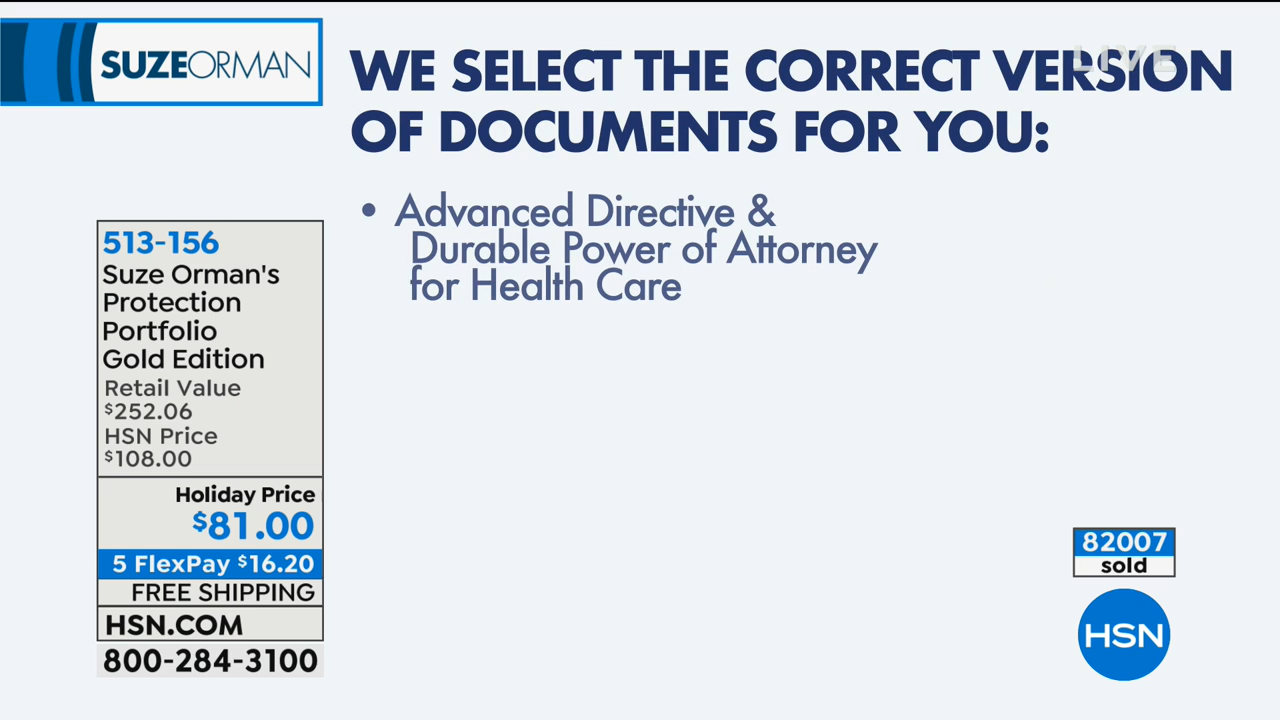 SUZEORMAN
WE SELECT THE CORRECT VERSION
OF DOCUMENTS FOR YOU:
LIVE
• Advanced Directive &
Durable Power of Attorney
for Health Care
513-156
Suze Orman's
Protection
Portfolio
Gold Edition
Retail Value
$252.06
HSN Price
$108.00
Holiday Price
$81.00
5 FlexPay $16.20
FREE SHIPPING
HSN.COM
800-284-3100
82007
sold
HSN